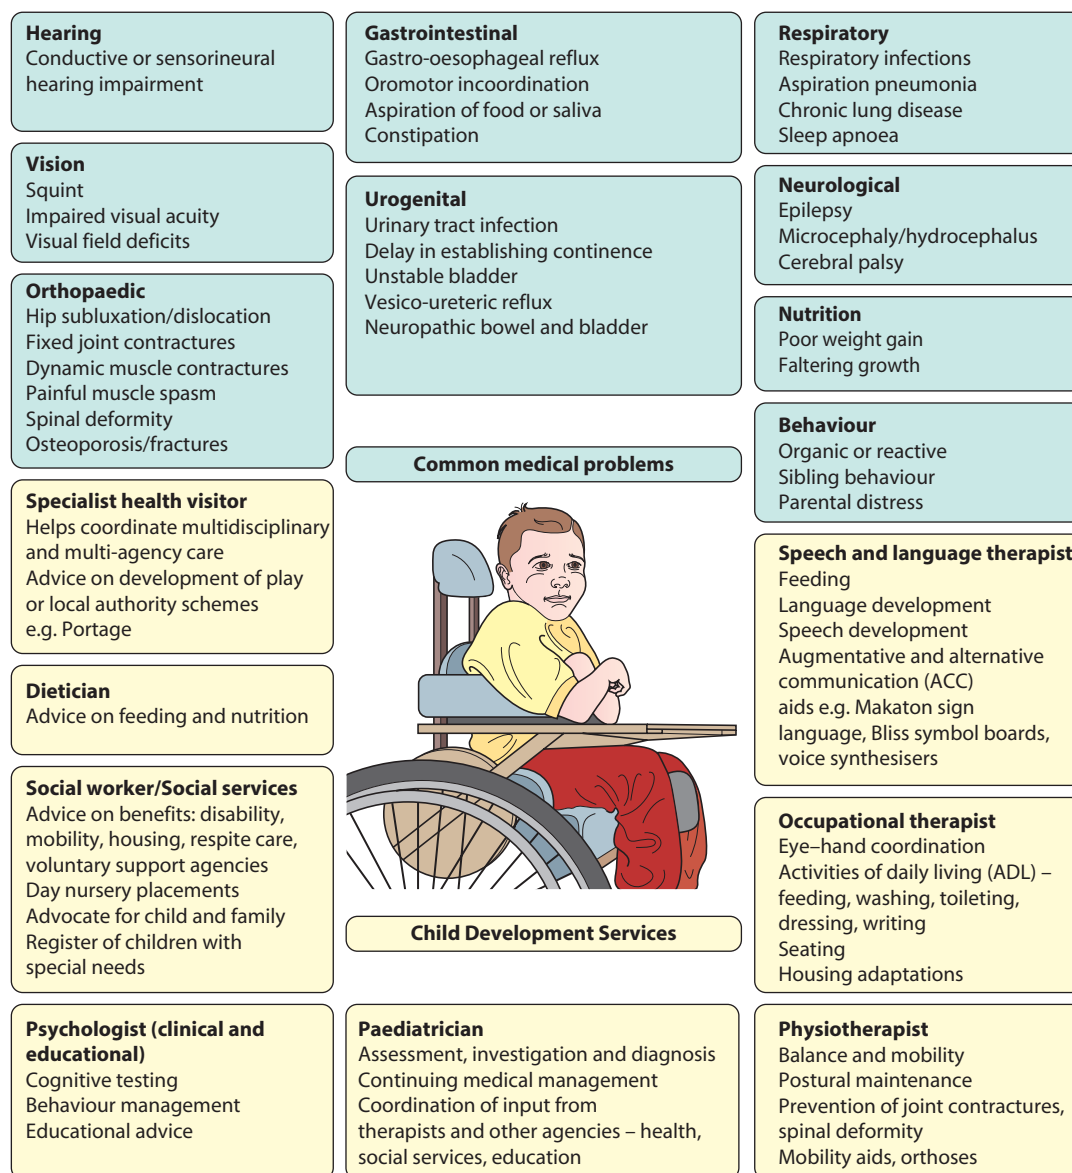 Hearing
Conductive or sensorineural
hearing impairment
Vision
Squint
Impaired visual acuity
Visual field deficits
Orthopaedic
Hip subluxation/dislocation
Fixed joint contractures
Dynamic muscle contractures
Painful muscle spasm
Spinal deformity
Osteoporosis/fractures
Gastrointestinal
Gastro-oesophageal reflux
Oromotor incoordination
Aspiration of food or saliva
Constipation
Urogenital
Urinary tract infection
Delay in establishing continence
Unstable bladder
Vesico-ureteric reflux
Neuropathic bowel and bladder
Respiratory
Respiratory infections
Aspiration pneumonia
Chronic lung disease
Sleep apnoea
Neurological
Epilepsy
Microcephaly/hydrocephalus
Cerebral palsy
Nutrition
Poor weight gain
Faltering growth
Behaviour
Organic or reactive
Sibling behaviour
Parental distress
Common medical problems
Specialist health visitor
Helps coordinate multidisciplinary
and multi-agency care
Advice on development of play
or local authority schemes
e.g. Portage
Dietician
Advice on feeding and nutrition
Social worker/Social services
Advice on benefits: disability,
mobility, housing, respite care,
voluntary support agencies
Day nursery placements
Advocate for child and family
Register of children with
special needs
Psychologist (clinical and
educational)
Cognitive testing
Behaviour management
Educational advice
Child Development Services
Paediatrician
Assessment, investigation and diagnosis
Continuing medical management
Coordination of input from
therapists and other agencies – health,
social services, education
Speech and language therapist
Feeding
Language development
Speech development
Augmentative and alternative
communication (ACC)
aids e.g. Makaton sign
language, Bliss symbol boards,
voice synthesisers
Occupational therapist
Eye–hand coordination
Activities of daily living (ADL) –
feeding, washing, toileting,
dressing, writing
Seating
Housing adaptations
Physiotherapist
Balance and mobility
Postural maintenance
Prevention of joint contractures,
spinal deformity
Mobility aids, orthoses